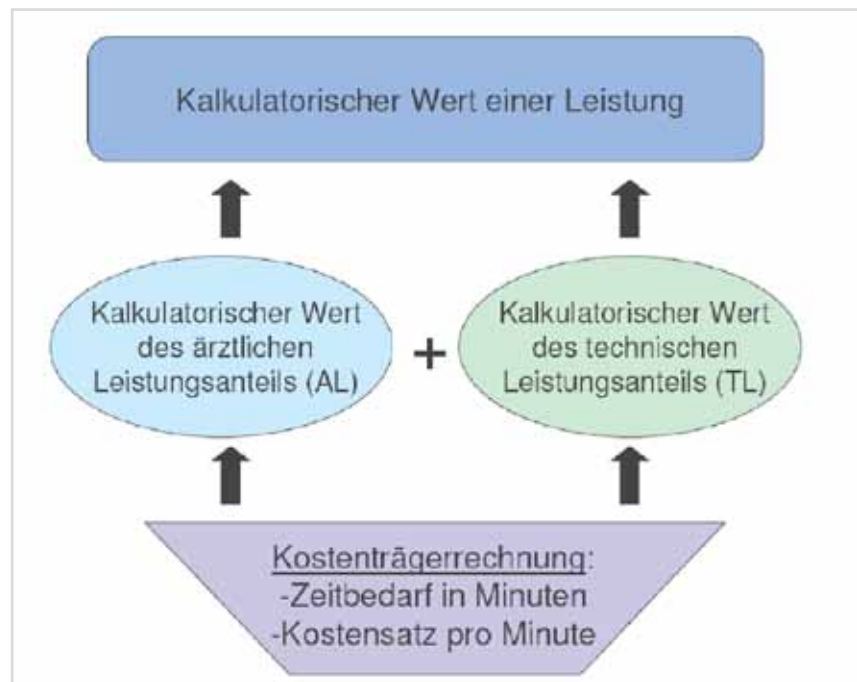 Kalkulatorischer Wert einer Leistung
Kalkulatorischer Wert
des ärztlichen
Leistungsanteils (AL)
+
Kalkulatorischer Wert
des technischen
Leistungsanteils (TL)
Kostenträgerrechnung:
-Zeitbedarf in Minuten
-Kostensatz pro Minute